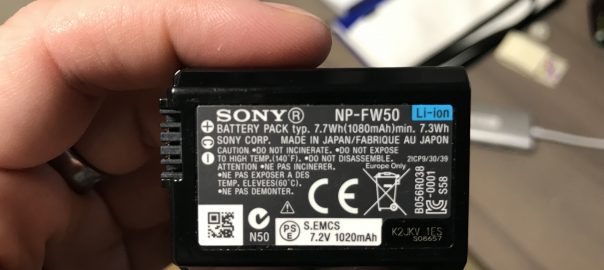 SONY® NP-FW50 Li-ion
BATTERY PACK typ. 7.7Wh(1080mAh)min. 7.3Wh
SONY CORP. MADE IN JAPAN/FABRIQUÉ AU JAPON
CAUTION.•DO NOT INCINERATE. •DO NOT EXPOSE
TO HIGH TEMP.(140°F). •DO NOT DISASSEMBLE.
ATTENTION •NE PAS INCINERER.
•NE PAS EXPOSER A DES
TEMP. ELEVEES(60°C).
•NE PAS DEMONTER.
2ICP9/30/39
Europe Only
CE
B056R038
-0001
S58
N50
PS
E
S.EMCS
7.2V 1020mAh
K2JKV 1ES
S08657